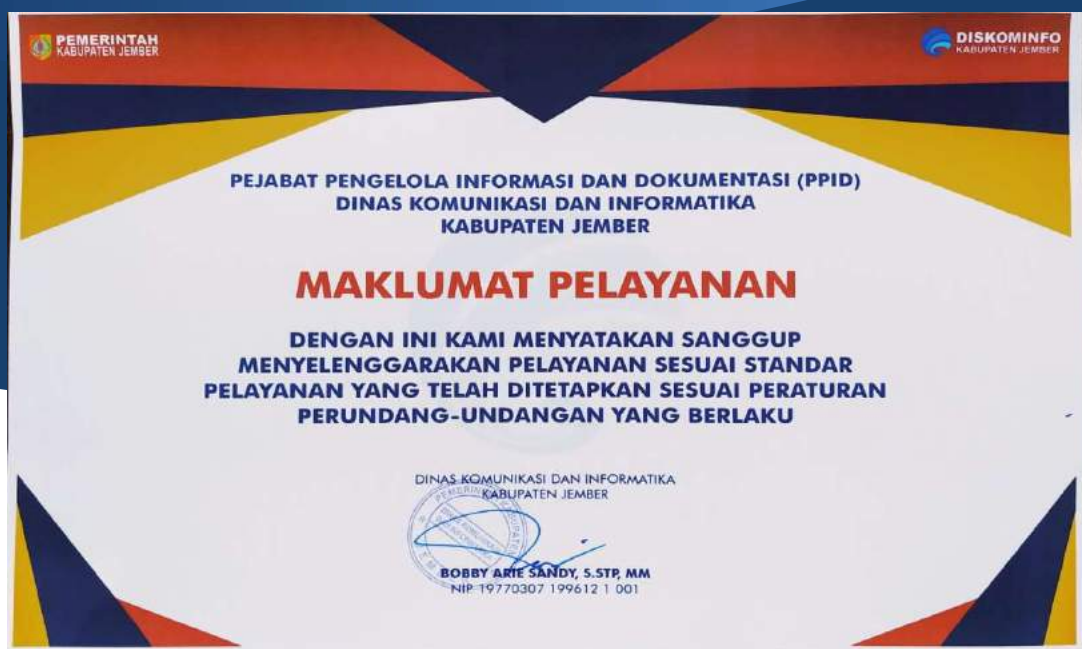 PEMERINTAH
KABUPATEN JEMBER
DISKOMINFO
KABUPATEN JEMBER
PEJABAT PENGELOLA INFORMASI DAN DOKUMENTASI (PPID)
DINAS KOMUNIKASI DAN INFORMATIKA
KABUPATEN JEMBER
MAKLUMAT PELAYANAN
DENGAN INI KAMI MENYATAKAN SANGGUP
MENYELENGGARAKAN PELAYANAN SESUAI STANDAR
PELAYANAN YANG TELAH DITETAPKAN SESUAI PERATURAN
PERUNDANG-UNDANGAN YANG BERLAKU
DINAS KOMUNIKASI DAN INFORMATIKA
KABUPATEN JEMBER
BOBBY ARIE SANDY, S.STP, MM
NIP. 19770307 199612 1 001